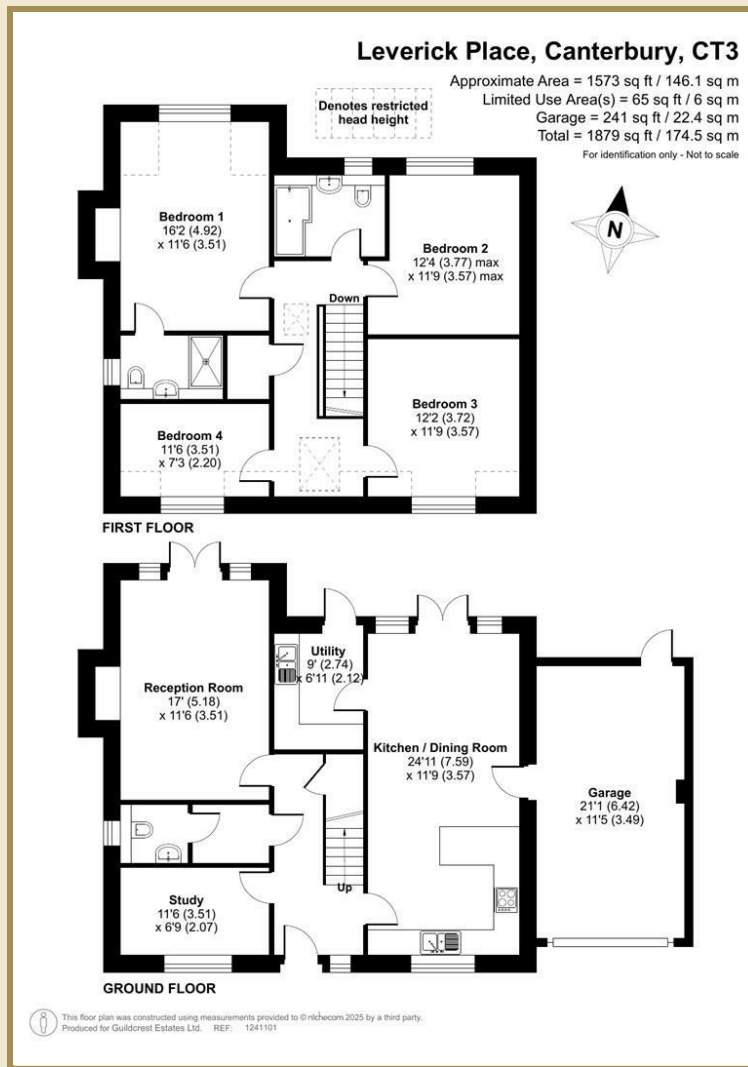 Leverick Place, Canterbury, CT3
Approximate Area = 1573 sq ft / 146.1 sq m
Limited Use Area(s) = 65 sq ft / 6 sq m
Garage = 241 sq ft / 22.4 sq m
Total = 1879 sq ft / 174.5 sq m
For identification only - Not to scale
Denotes restricted
head height
N
Bedroom 1
16'2 (4.92)
x 11'6 (3.51)
Bedroom 2
12'4 (3.77) max
x 11'9 (3.57) max
Down
Bedroom 3
12'2 (3.72)
x 11'9 (3.57)
Bedroom 4
11'6 (3.51)
x 7'3 (2.20)
FIRST FLOOR
Utility
9' (2.74)
x 6'11 (2.12)
Reception Room
17' (5.18)
x 11'6 (3.51)
Kitchen / Dining Room
24'11 (7.59)
x 11'9 (3.57)
Garage
21'1 (6.42)
x 11'5 (3.49)
Up
Study
11'6 (3.51)
x 6'9 (2.07)
GROUND FLOOR
This floor plan was constructed using measurements provided to © nichecom 2025 by a third party.
Produced for Guildcrest Estates Ltd. REF: 1241101